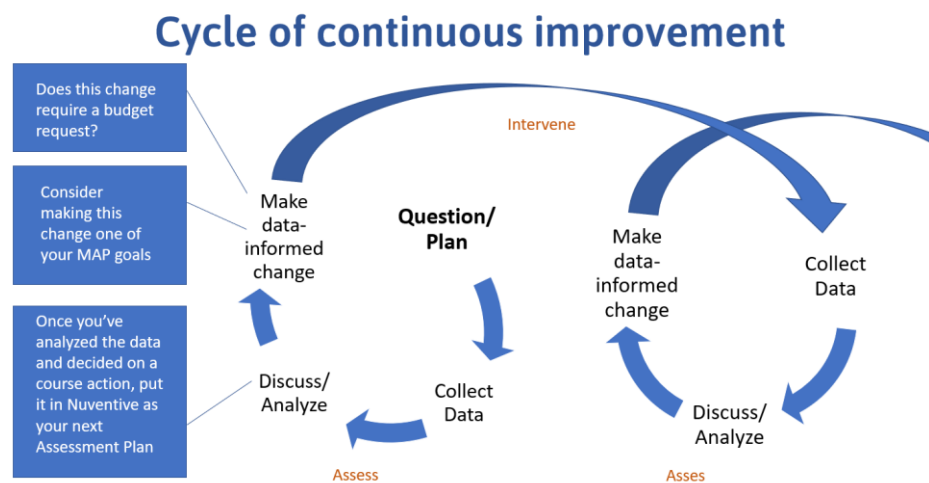 Cycle of continuous improvement
Does this change
require a budget
request?
Consider
making this
change one of
your MAP goals
Once you’ve
analyzed the data
and decided on a
course action, put
it in Nuventive as
your next
Assessment Plan
Intervene
Make
data-
informed
change
Question/
Plan
Collect
Data
Discuss/
Analyze
Assess
Make
data-
informed
change
Collect
Data
Discuss/
Analyze
Asses